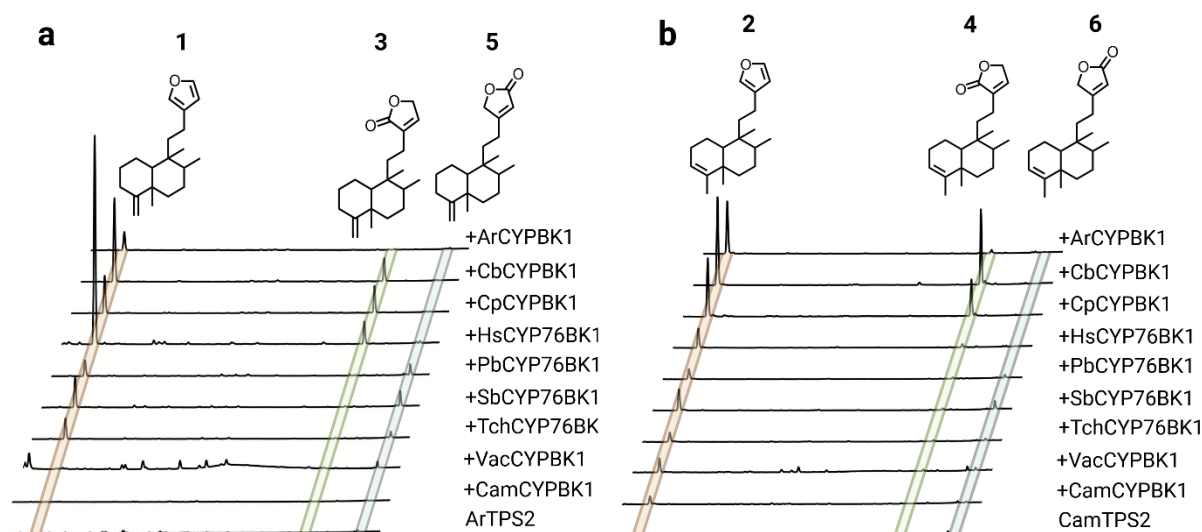 a
1
3
5
O
O
O
O
O
+ArCYPBK1
+CbCYPBK1
+CpCYPBK1
+HsCYP76BK1
+PbCYP76BK1
+SbCYP76BK1
+TchCYP76BK
+VacCYPBK1
+CamCYPBK1
ArTPS2
b
2
4
6
O
O
O
O
O
+ArCYPBK1
+CbCYPBK1
+CpCYPBK1
+HsCYP76BK1
+PbCYP76BK1
+SbCYP76BK1
+TchCYP76BK1
+VacCYPBK1
+CamCYPBK1
CamTPS2